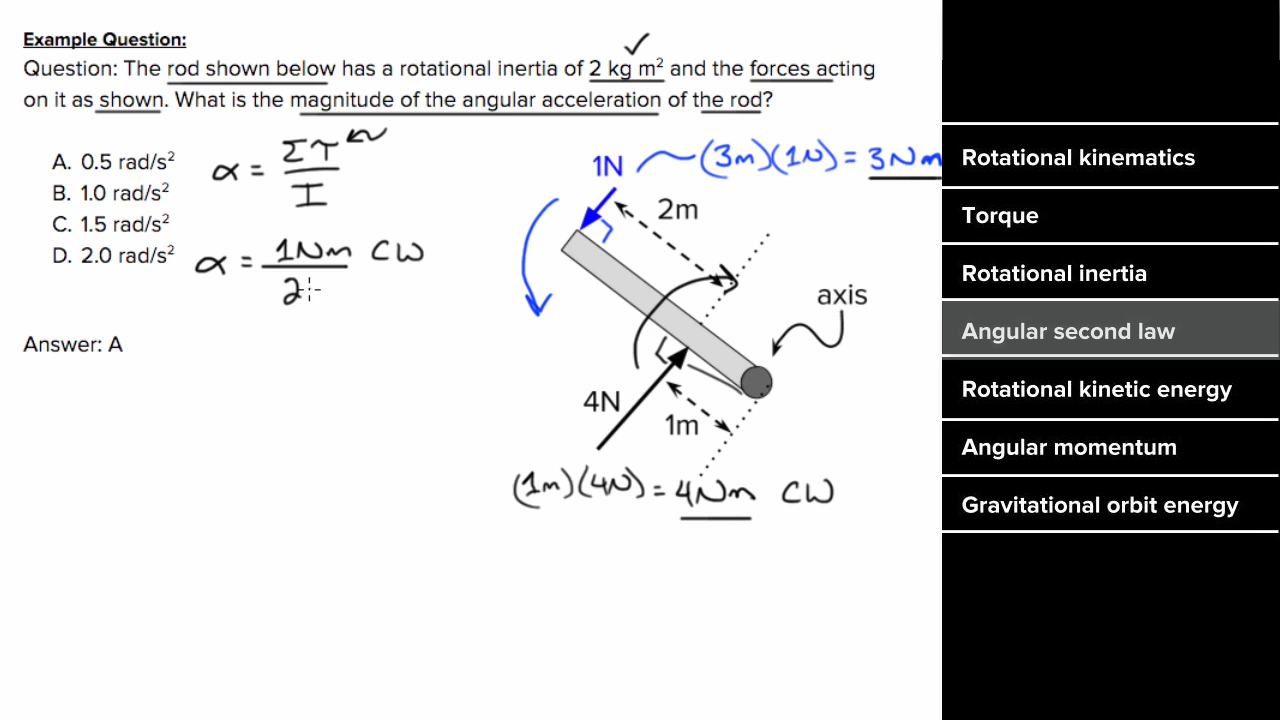 Example Question:
Question: The rod shown below has a rotational inertia of 2 kg m² and the forces acting
on it as shown. What is the magnitude of the angular acceleration of the rod?
A. 0.5 rad/s²
B. 1.0 rad/s²
C. 1.5 rad/s²
D. 2.0 rad/s²
Answer: A
α = Στ / I
α = 1Nm CW / 2
1N
(3m)(1N) = 3Nm
2m
axis
4N
1m
(1m)(4N) = 4Nm CW
Rotational kinematics
Torque
Rotational inertia
Angular second law
Rotational kinetic energy
Angular momentum
Gravitational orbit energy